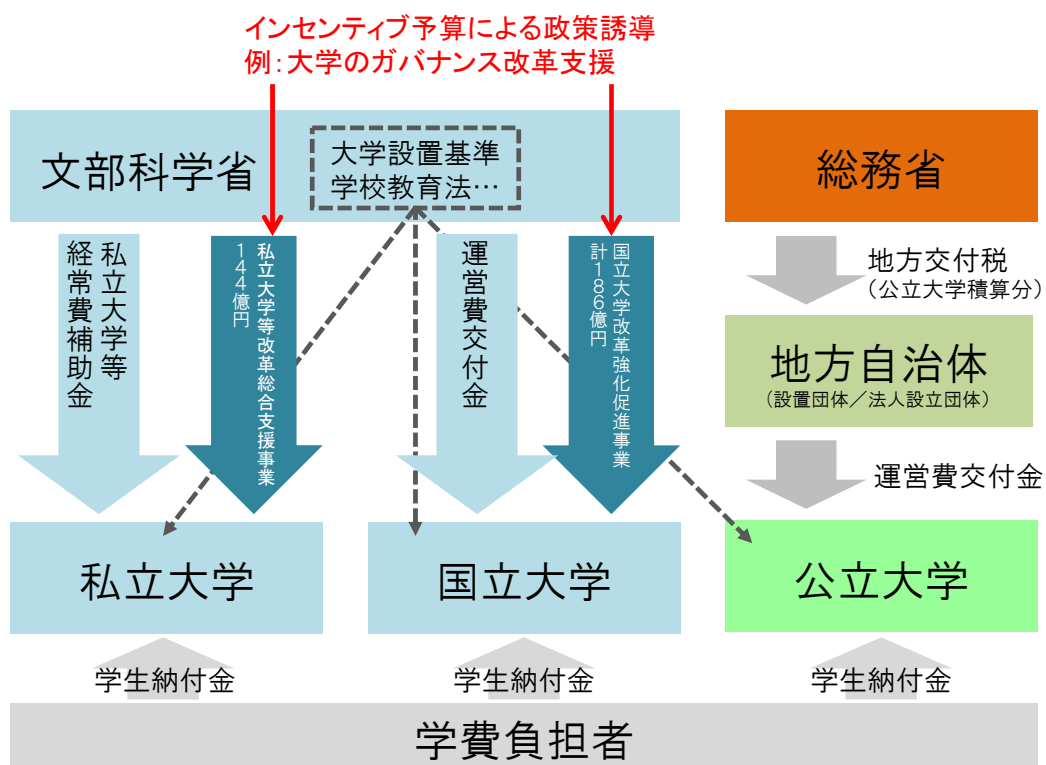 インセンティブ予算による政策誘導
例：大学のガバナンス改革支援
文部科学省
大学設置基準
学校教育法…
総務省
私立大学等
経常費補助金
私立大学等改革総合支援事業
１４４億円
運営費交付金
国立大学改革強化促進事業
計１８６億円
地方交付税
（公立大学積算分）
地方自治体
（設置団体／法人設立団体）
運営費交付金
私立大学
国立大学
公立大学
学生納付金
学生納付金
学生納付金
学費負担者